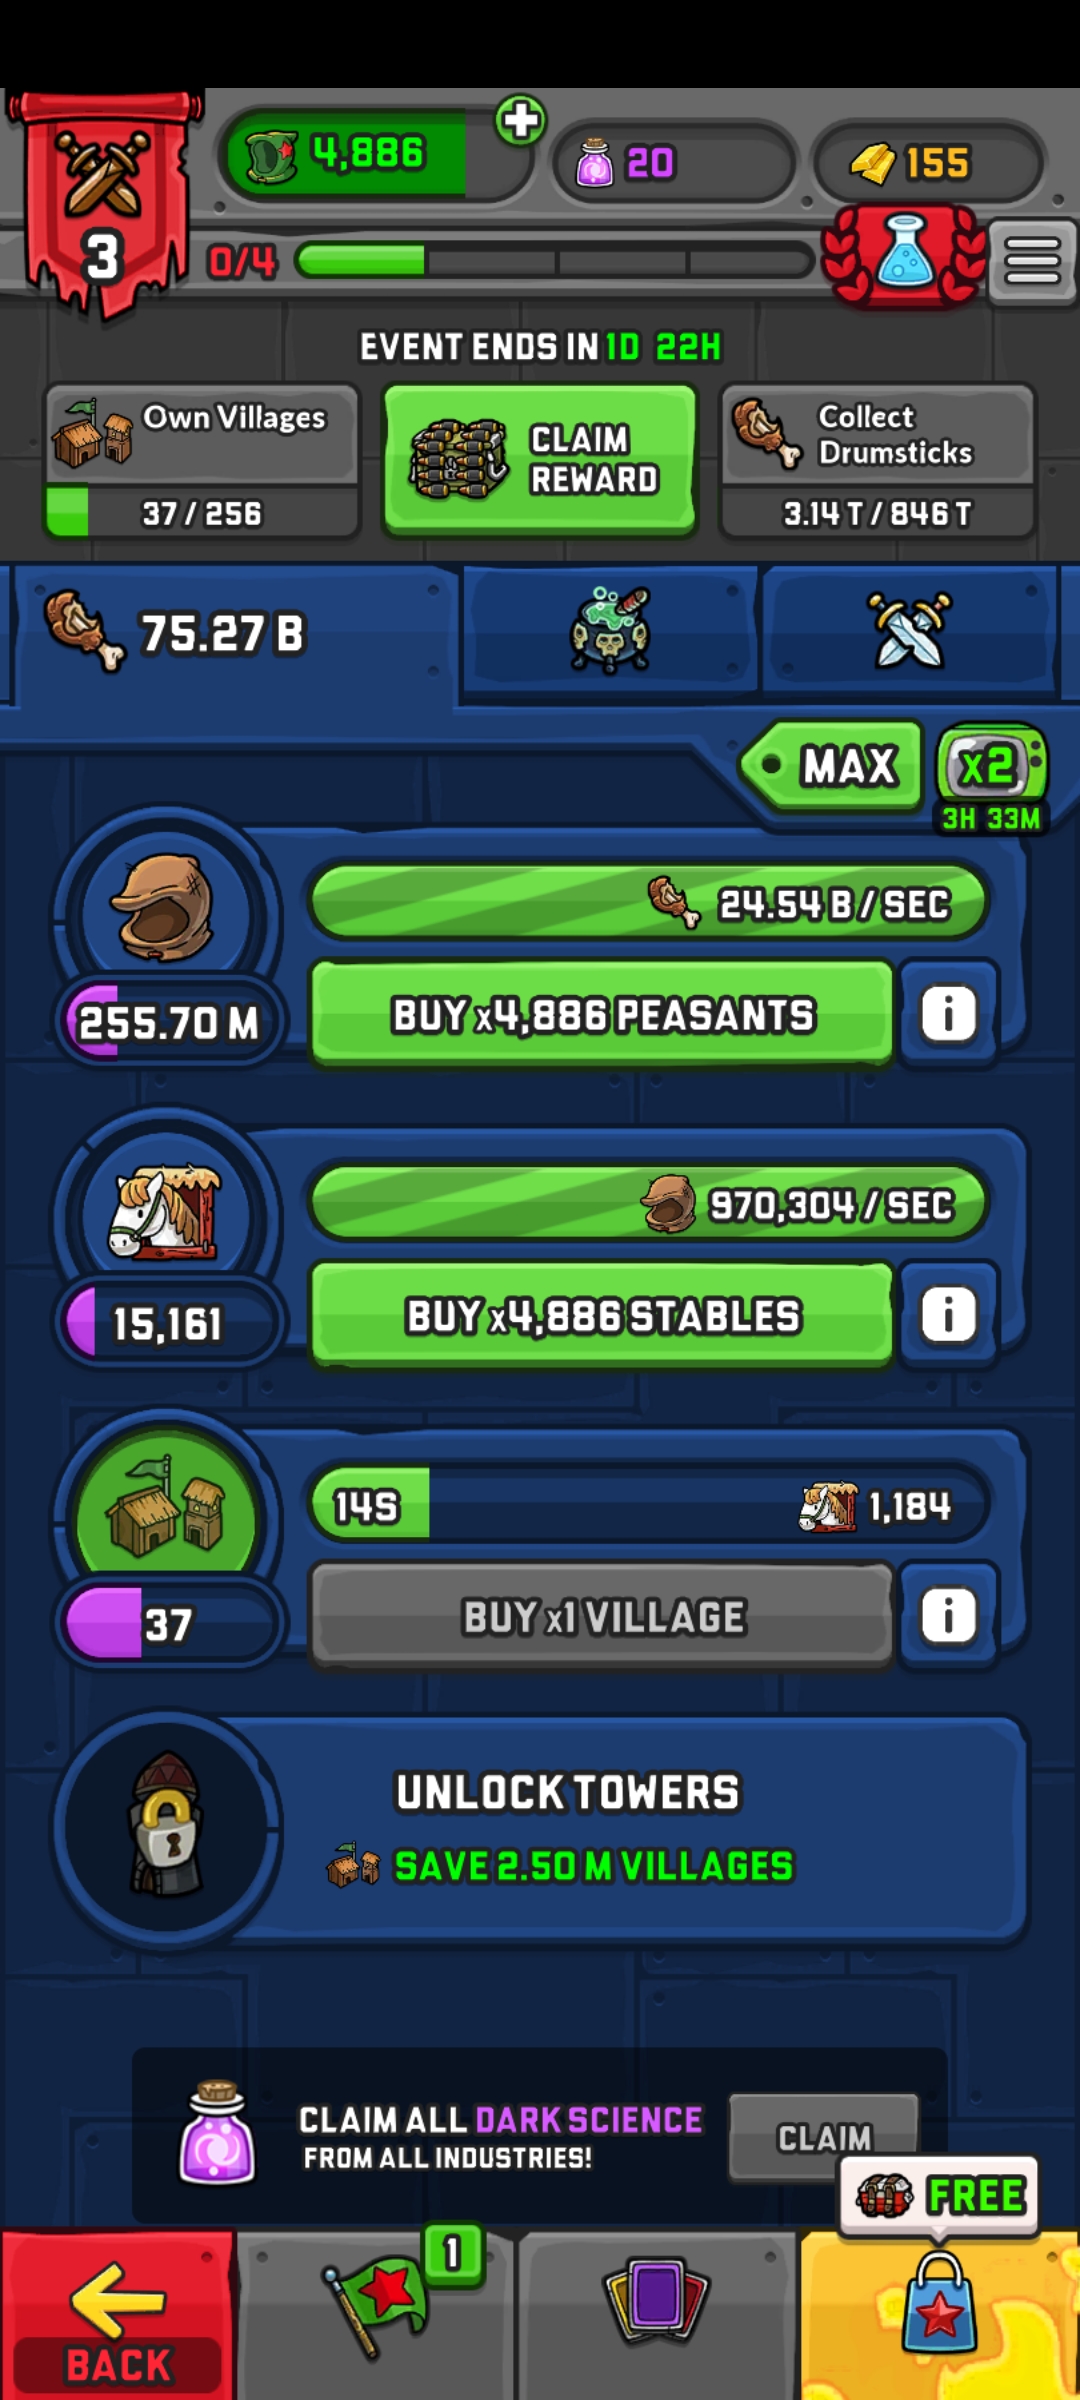 4,886
20
155
3
0/4
EVENT ENDS IN 1D 22H
Own Villages
37 / 256
CLAIM
REWARD
Collect
Drumsticks
3.14 T / 846 T
75.27 B
MAX
x2
3H 33M
24.54 B / SEC
255.70 M
BUY x4,886 PEASANTS
i
970,304 / SEC
15,161
BUY x4,886 STABLES
i
14S
1,184
37
BUY x1 VILLAGE
i
UNLOCK TOWERS
SAVE 2.50 M VILLAGES
CLAIM ALL DARK SCIENCE
FROM ALL INDUSTRIES!
CLAIM
FREE
1
BACK